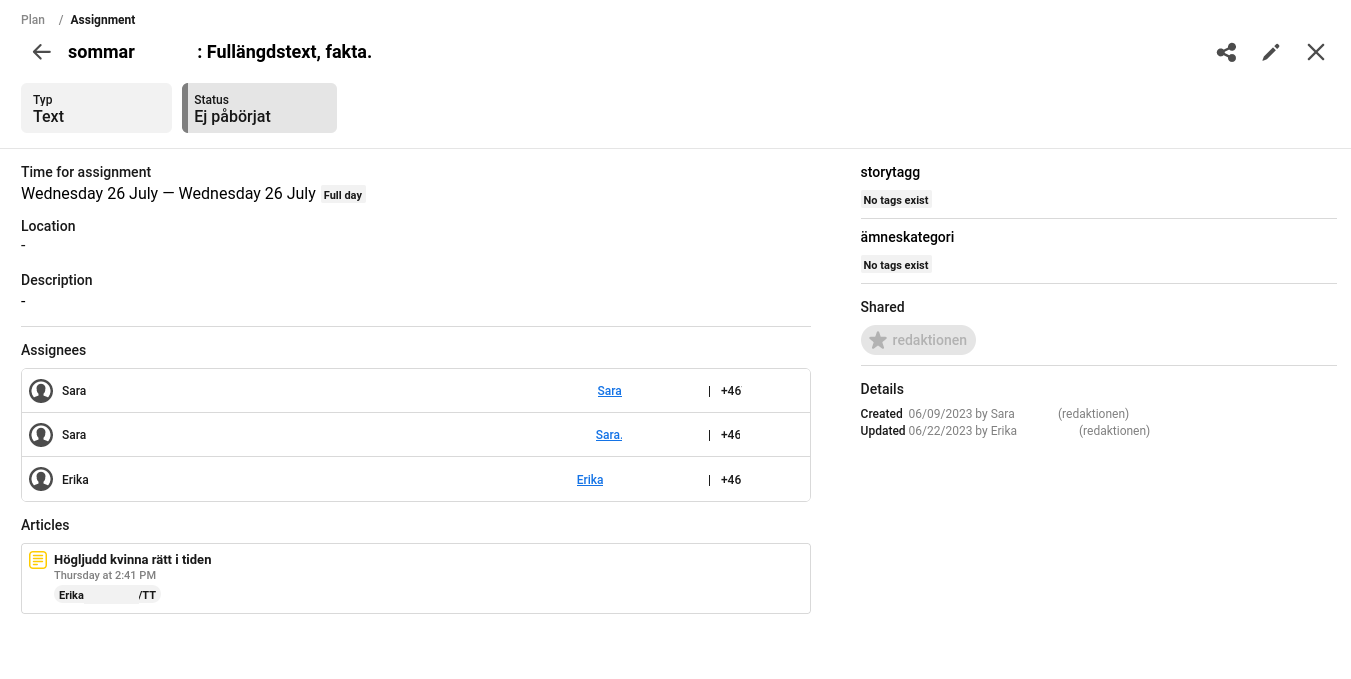 Plan / Assignment
sommar : Fullängdstext, fakta.
Typ
Text
Status
Ej påbörjat
Time for assignment
Wednesday 26 July — Wednesday 26 July Full day
Location
-
Description
-
Assignees
Sara Sara | +46
Sara Sara. | +46
Erika Erika | +46
Articles
Högljudd kvinna rätt i tiden
Thursday at 2:41 PM
Erika /TT
storytagg
No tags exist
ämneskategori
No tags exist
Shared
redaktionen
Details
Created 06/09/2023 by Sara (redaktionen)
Updated 06/22/2023 by Erika (redaktionen)